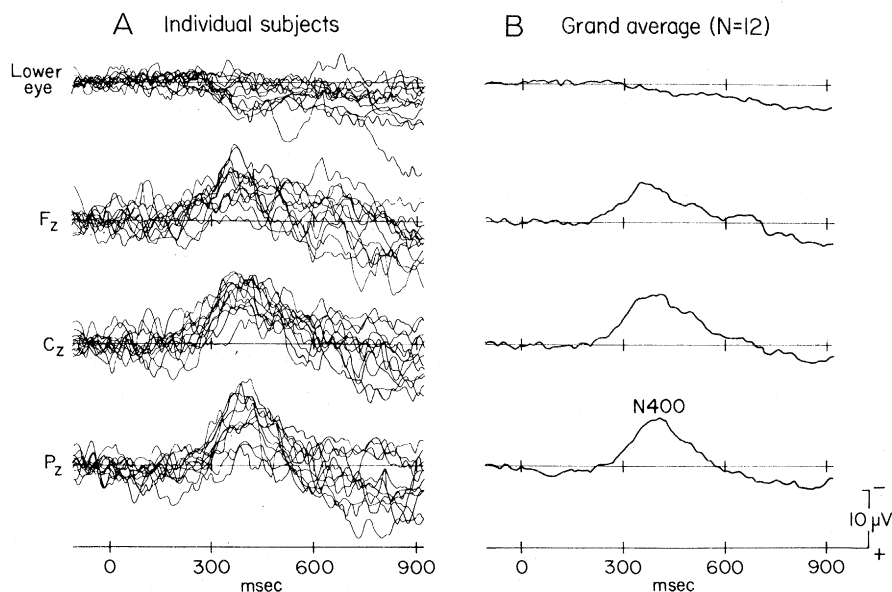 A Individual subjects
B Grand average (N=12)
Lower
eye
Fz
Cz
N400
Pz
−
10 µV
+
0 300 600 900
msec
0 300 600 900
msec